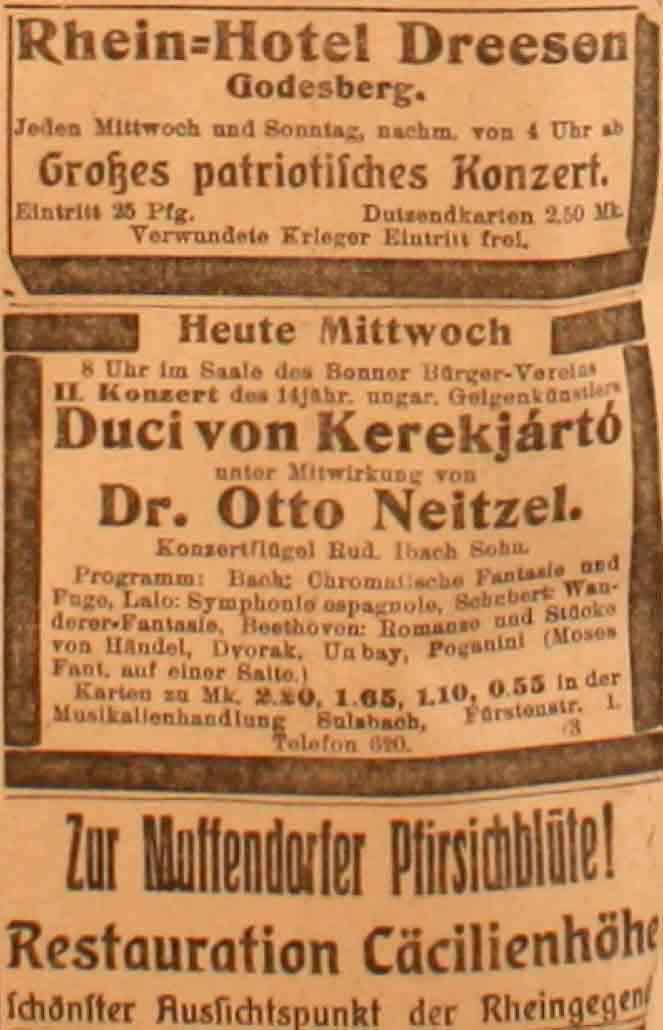 Rhein=Hotel Dreesen
Godesberg.
Jeden Mittwoch und Sonntag, nachm. von 4 Uhr ab
Großes patriotisches Konzert.
Eintritt 25 Pfg. Dutzendkarten 2.50 Mk.
Verwundete Krieger Eintritt frei.
Heute Mittwoch
8 Uhr im Saale des Bonner Bürger-Vereins
II. Konzert des 14jähr. ungar. Geigenkünstlers
Duci von Kerekjártó
unter Mitwirkung von
Dr. Otto Neitzel.
Konzertflügel Rud. Ibach Sohn.
Programm: Bach: Chromatische Fantasie und
Fuge, Lalo: Symphonie espagnole, Schubert: Wan-
derer-Fantasie, Beethoven: Romanze und Stücke
von Händel, Dvorak, Hubay, Poganini (Moses
Fant. auf einer Saite.)
Karten zu Mk. 2.20, 1.65, 1.10, 0.55 in der
Musikalienhandlung Sulzbach, Fürstenstr. 1.
Telefon 620. (3
Zur Muffendorfer Pfirsichblüte!
Restauration Cäcilienhöhe
schönster Aussichtspunkt der Rheingegend